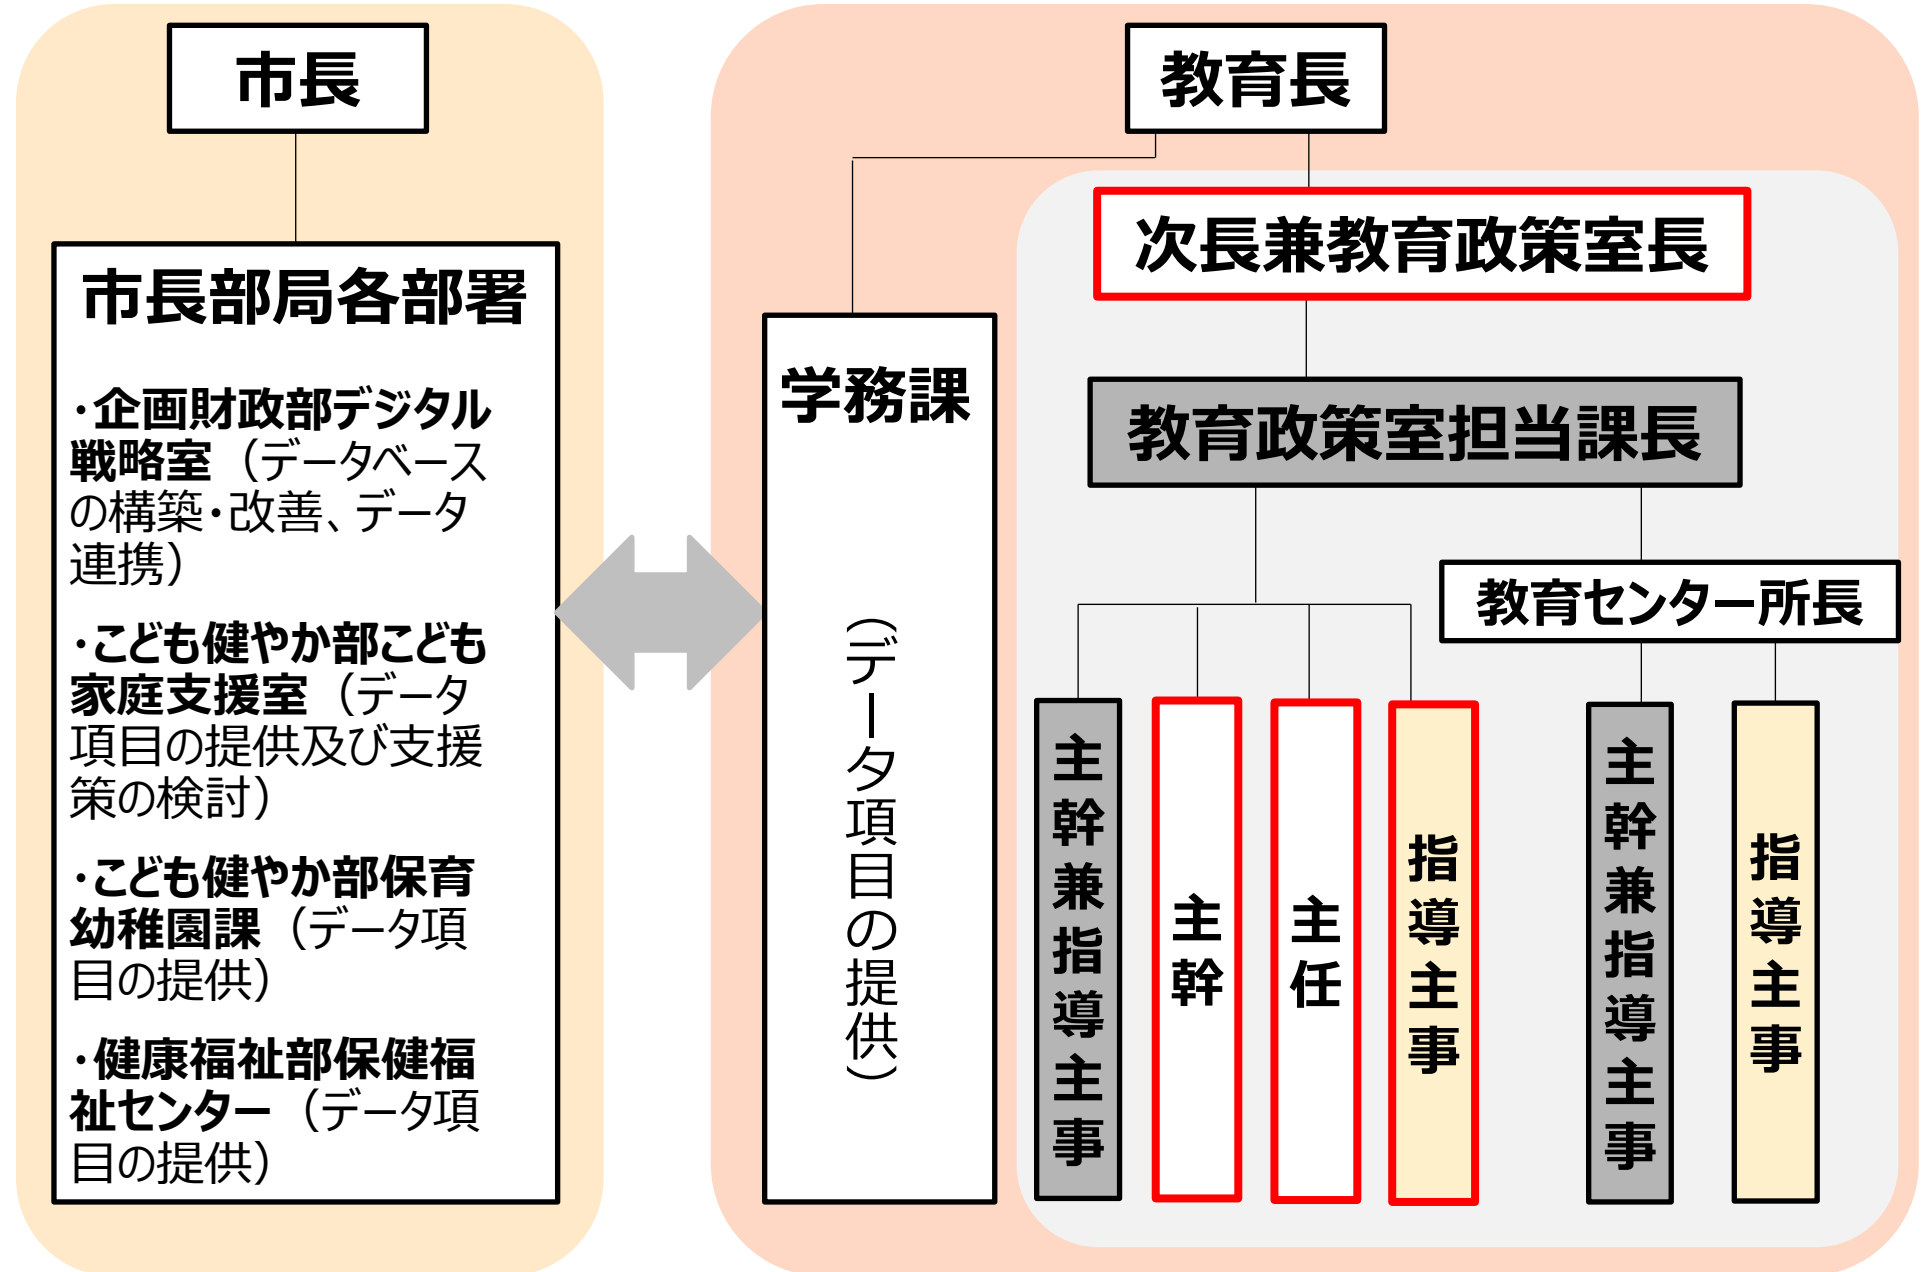 市長
市長部局各部署
・企画財政部デジタル
戦略室（データベース
の構築・改善、データ
連携）
・こども健やか部こども
家庭支援室（データ
項目の提供及び支援
策の検討）
・こども健やか部保育
幼稚園課（データ項
目の提供）
・健康福祉部保健福
祉センター（データ項
目の提供）
教育長
学務課
（データ項目の提供）
次長兼教育政策室長
教育政策室担当課長
教育センター所長
主幹兼指導主事
主幹
主任
指導主事
主幹兼指導主事
指導主事